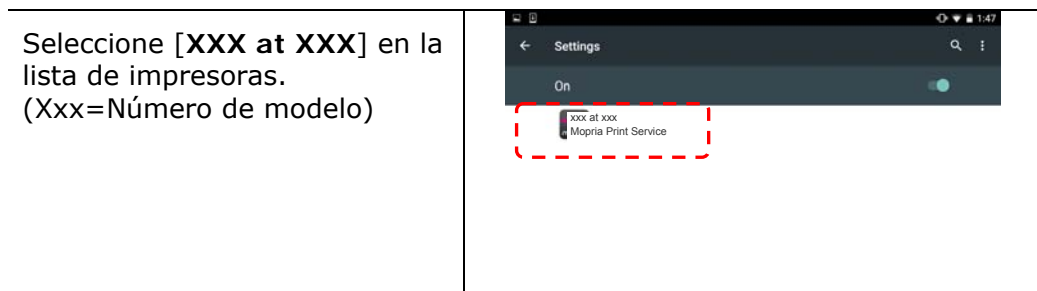 Seleccione [XXX at XXX] en la
lista de impresoras.
(Xxx=Número de modelo)
1:47
Settings
On
xxx at xxx
Mopria Print Service